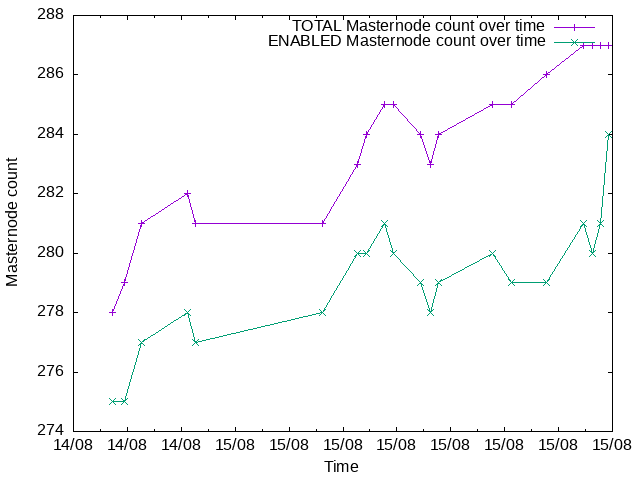 TOTAL Masternode count over time
ENABLED Masternode count over time
Masternode count
288
286
284
282
280
278
276
274
14/08 14/08 14/08 15/08 15/08 15/08 15/08 15/08 15/08 15/08 15/08
Time